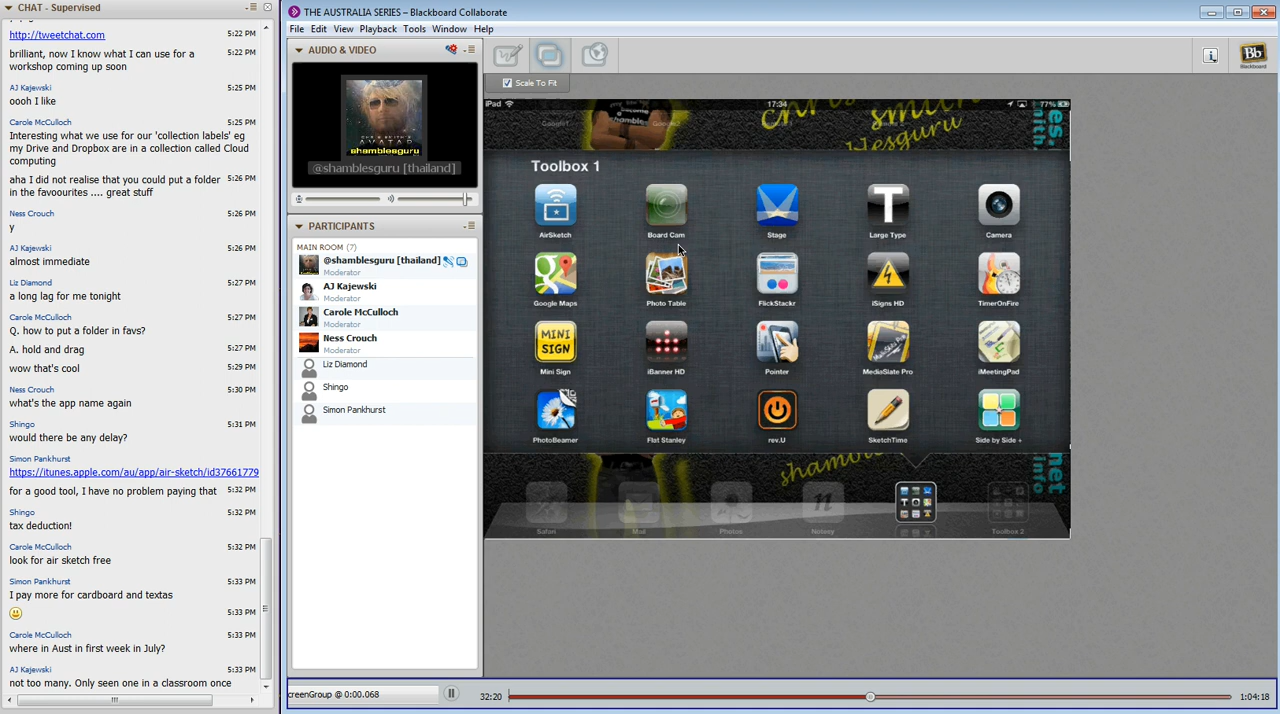 CHAT - Supervised
http://tweetchat.com
5:22 PM
brilliant, now I know what I can use for a
5:22 PM
workshop coming up soon
AJ Kajewski
5:25 PM
oooh I like
Carole McCulloch
5:25 PM
Interesting what we use for our 'collection labels' eg
my Drive and Dropbox are in a collection called Cloud
computing
aha I did not realise that you could put a folder
5:26 PM
in the favoourites .... great stuff
Ness Crouch
5:26 PM
y
AJ Kajewski
5:26 PM
almost immediate
Liz Diamond
5:27 PM
a long lag for me tonight
Carole McCulloch
5:27 PM
Q. how to put a folder in favs?
A. hold and drag
5:27 PM
wow that's cool
5:29 PM
Ness Crouch
5:30 PM
what's the app name again
Shingo
5:31 PM
would there be any delay?
Simon Pankhurst
5:31 PM
https://itunes.apple.com/au/app/air-sketch/id37661779
for a good tool, I have no problem paying that
5:32 PM
Shingo
5:32 PM
tax deduction!
Carole McCulloch
5:32 PM
look for air sketch free
Simon Pankhurst
5:33 PM
I pay more for cardboard and textas
5:33 PM
Carole McCulloch
5:33 PM
where in Aust in first week in July?
AJ Kajewski
5:33 PM
not too many. Only seen one in a classroom once
THE AUSTRALIA SERIES – Blackboard Collaborate
File Edit View Playback Tools Window Help
AUDIO & VIDEO
AVATAR
shamblesguru
@shamblesguru [thailand]
PARTICIPANTS
MAIN ROOM (7)
@shamblesguru [thailand]
Moderator
AJ Kajewski
Moderator
Carole McCulloch
Moderator
Ness Crouch
Moderator
Liz Diamond
Shingo
Simon Pankhurst
Scale To Fit
i
Bb
Blackboard
iPad
17:34
77%
Toolbox 1
AirSketch
Board Cam
Stage
T
Large Type
Camera
Google Maps
Photo Table
FlickStackr
iSigns HD
TimerOnFire
MINI
SIGN
Mini Sign
iBanner HD
Pointer
MediaSlate Pro
iMeetingPad
PhotoBeamer
Flat Stanley
rev.U
SketchTime
Side by Side +
Safari
Mail
Photos
n
Notesy
Toolbox 2
creenGroup @ 0:00.068
32:20
1:04:18